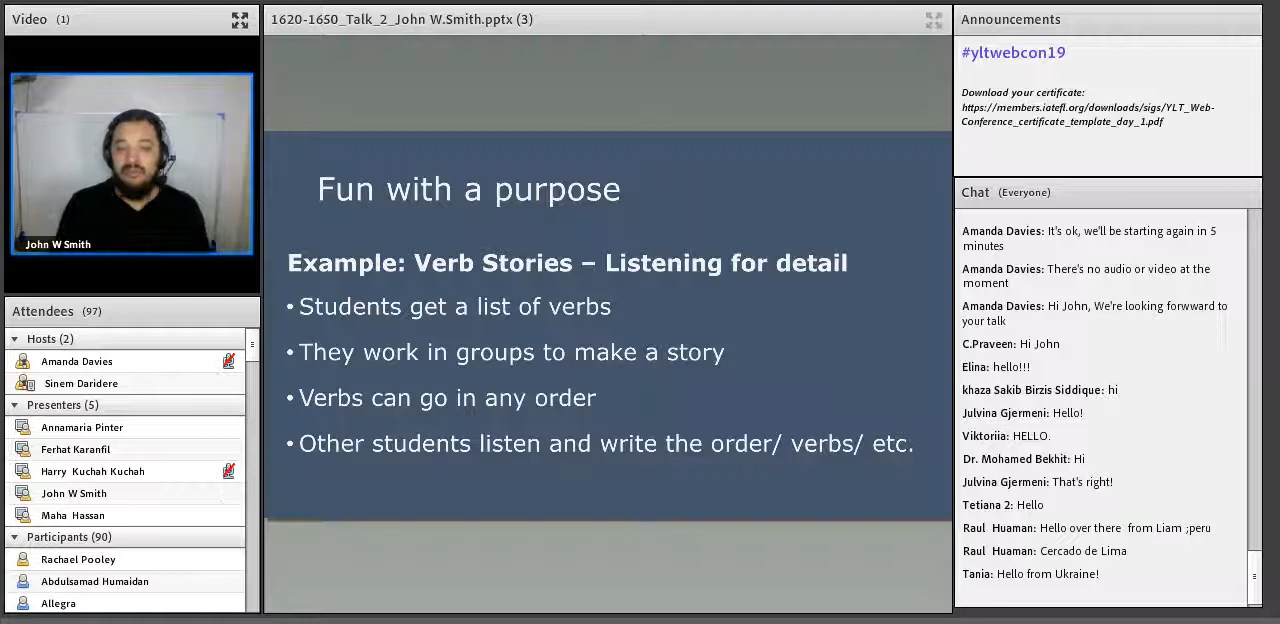 Video (1)
John W Smith
Attendees (97)
Hosts (2)
Amanda Davies
Sinem Daridere
Presenters (5)
Annamaria Pinter
Ferhat Karanfil
Harry Kuchah Kuchah
John W Smith
Maha Hassan
Participants (90)
Rachael Pooley
Abdulsamad Humaidan
Allegra
1620-1650_Talk_2_John W.Smith.pptx (3)
Fun with a purpose
Example: Verb Stories – Listening for detail
• Students get a list of verbs
• They work in groups to make a story
• Verbs can go in any order
• Other students listen and write the order/ verbs/ etc.
Announcements
#yltwebcon19
Download your certificate:
https://members.iatefl.org/downloads/sigs/YLT_Web-
Conference_certificate_template_day_1.pdf
Chat (Everyone)
Amanda Davies: It's ok, we'll be starting again in 5
minutes
Amanda Davies: There's no audio or video at the
moment
Amanda Davies: Hi John, We're looking forwward to
your talk
C.Praveen: Hi John
Elina: hello!!!
khaza Sakib Birzis Siddique: hi
Julvina Gjermeni: Hello!
Viktoriia: HELLO.
Dr. Mohamed Bekhit: Hi
Julvina Gjermeni: That's right!
Tetiana 2: Hello
Raul Huaman: Hello over there from Liam ;peru
Raul Huaman: Cercado de Lima
Tania: Hello from Ukraine!